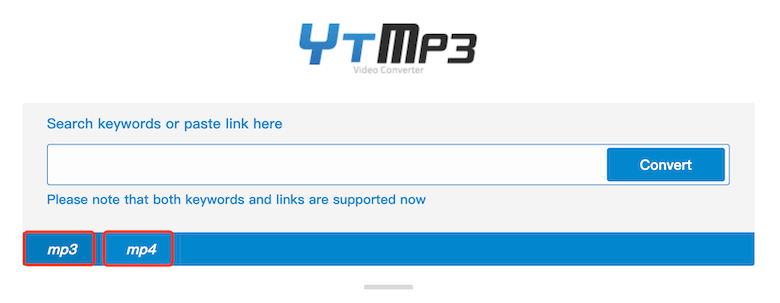 YTMP3
Video Converter
Search keywords or paste link here
Convert
Please note that both keywords and links are supported now
mp3 mp4